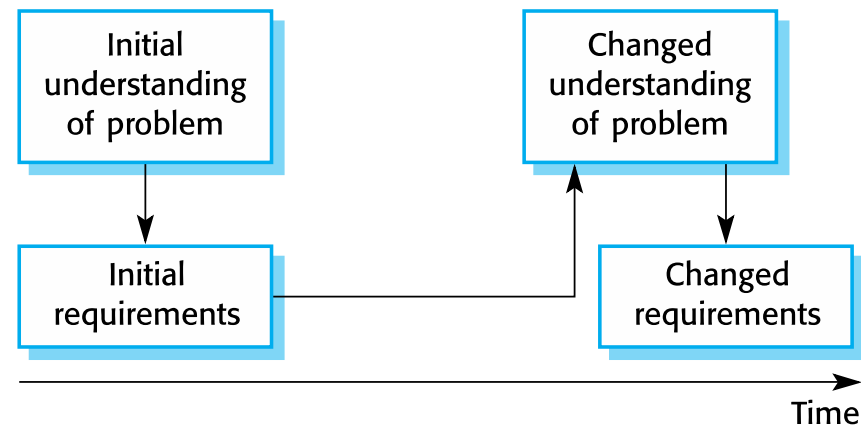 Initial
understanding
of problem
Changed
understanding
of problem
Initial
requirements
Changed
requirements
Time